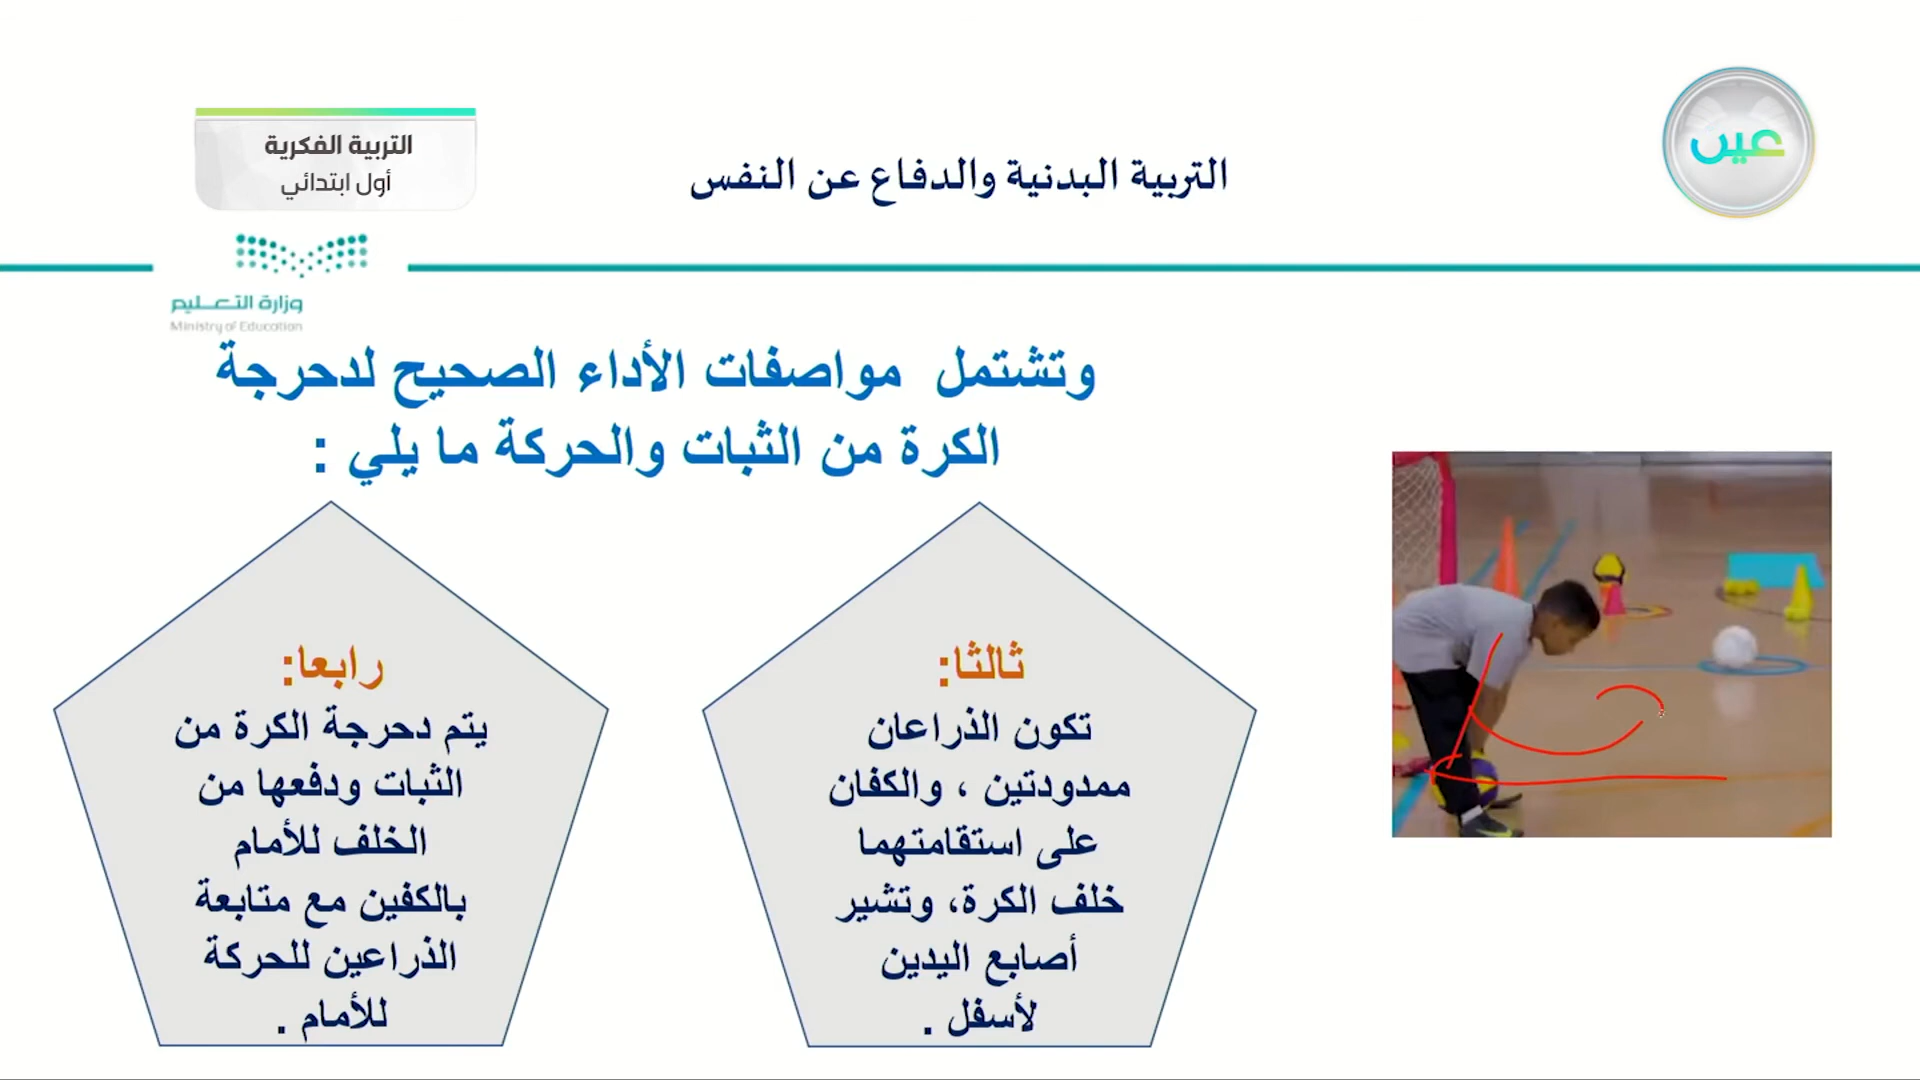 عين
التربية البدنية والدفاع عن النفس
التربية الفكرية
أول ابتدائي
وزارة التعـــليم
Ministry of Education
وتشتمل مواصفات الأداء الصحيح لدحرجة
الكرة من الثبات والحركة ما يلي :
ثالثا:
تكون الذراعان
ممدودتين ، والكفان
على استقامتهما
خلف الكرة، وتشير
أصابع اليدين
لأسفل .
رابعا:
يتم دحرجة الكرة من
الثبات ودفعها من
الخلف للأمام
بالكفين مع متابعة
الذراعين للحركة
للأمام .